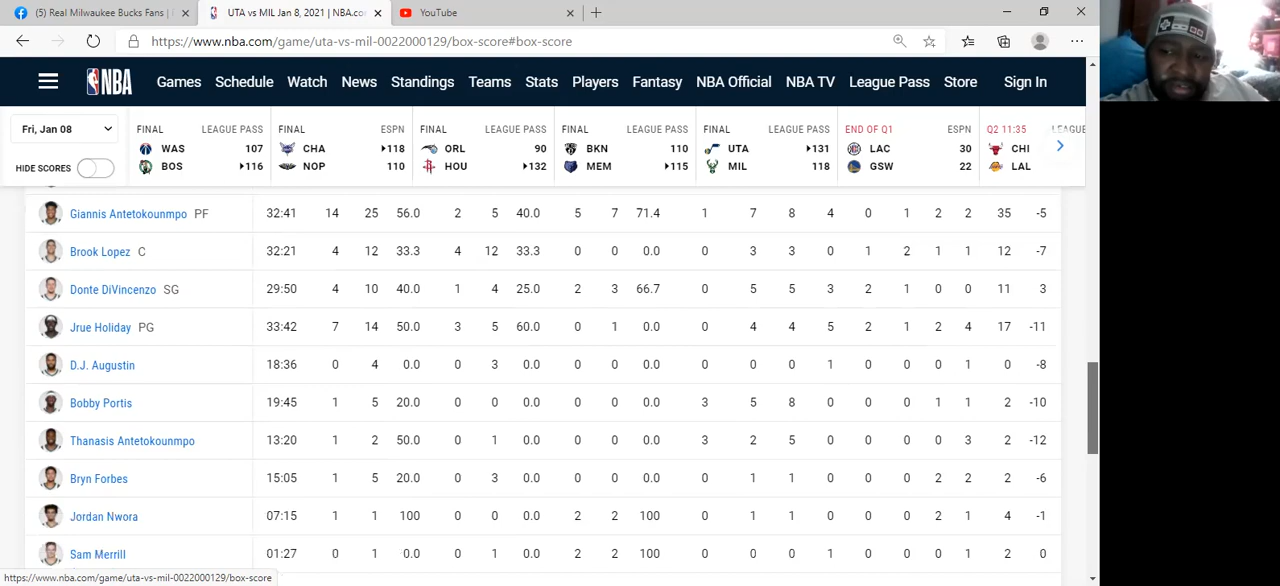 (5) Real Milwaukee Bucks Fans | F
UTA vs MIL Jan 8, 2021 | NBA.co
YouTube
https://www.nba.com/game/uta-vs-mil-0022000129/box-score#box-score
NBA Games Schedule Watch News Standings Teams Stats Players Fantasy NBA Official NBA TV League Pass Store Sign In
Fri, Jan 08
HIDE SCORES
FINAL LEAGUE PASS
WAS 107
BOS 116
FINAL ESPN
CHA 118
NOP 110
FINAL LEAGUE PASS
ORL 90
HOU 132
FINAL LEAGUE PASS
BKN 110
MEM 115
FINAL LEAGUE PASS
UTA 131
MIL 118
END OF Q1 ESPN
LAC 30
GSW 22
Q2 11:35 LEAGUE
CHI
LAL
Giannis Antetokounmpo PF 32:41 14 25 56.0 2 5 40.0 5 7 71.4 1 7 8 4 0 1 2 2 35 -5
Brook Lopez C 32:21 4 12 33.3 4 12 33.3 0 0 0.0 0 3 3 0 1 2 1 1 12 -7
Donte DiVincenzo SG 29:50 4 10 40.0 1 4 25.0 2 3 66.7 0 5 5 3 2 1 0 0 11 3
Jrue Holiday PG 33:42 7 14 50.0 3 5 60.0 0 1 0.0 0 4 4 5 2 1 2 4 17 -11
D.J. Augustin 18:36 0 4 0.0 0 3 0.0 0 0 0.0 0 0 0 1 0 0 0 1 0 -8
Bobby Portis 19:45 1 5 20.0 0 0 0.0 0 0 0.0 3 5 8 0 0 0 1 1 2 -10
Thanasis Antetokounmpo 13:20 1 2 50.0 0 1 0.0 0 0 0.0 3 2 5 0 0 0 0 3 2 -12
Bryn Forbes 15:05 1 5 20.0 0 3 0.0 0 0 0.0 0 1 1 0 0 0 2 2 2 -6
Jordan Nwora 07:15 1 1 100 0 0 0.0 2 2 100 0 1 1 0 0 0 2 1 4 -1
Sam Merrill 01:27 0 1 0.0 0 1 0.0 2 2 100 0 0 0 1 0 0 0 1 2 0
https://www.nba.com/game/uta-vs-mil-0022000129/box-score